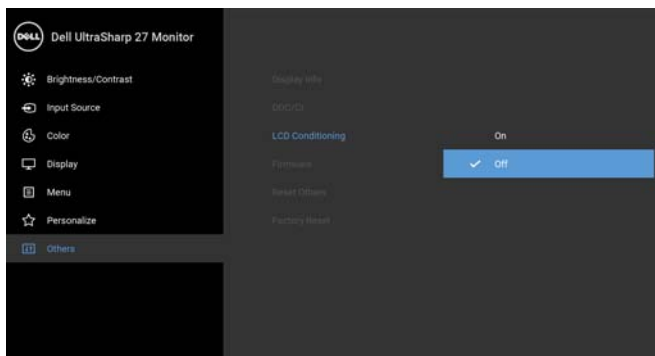 DELL Dell UltraSharp 27 Monitor
Brightness/Contrast
Input Source
Color
Display
Menu
Personalize
Others
Display Info
DDC/CI
LCD Conditioning
Firmware
Reset Others
Factory Reset
On
Off